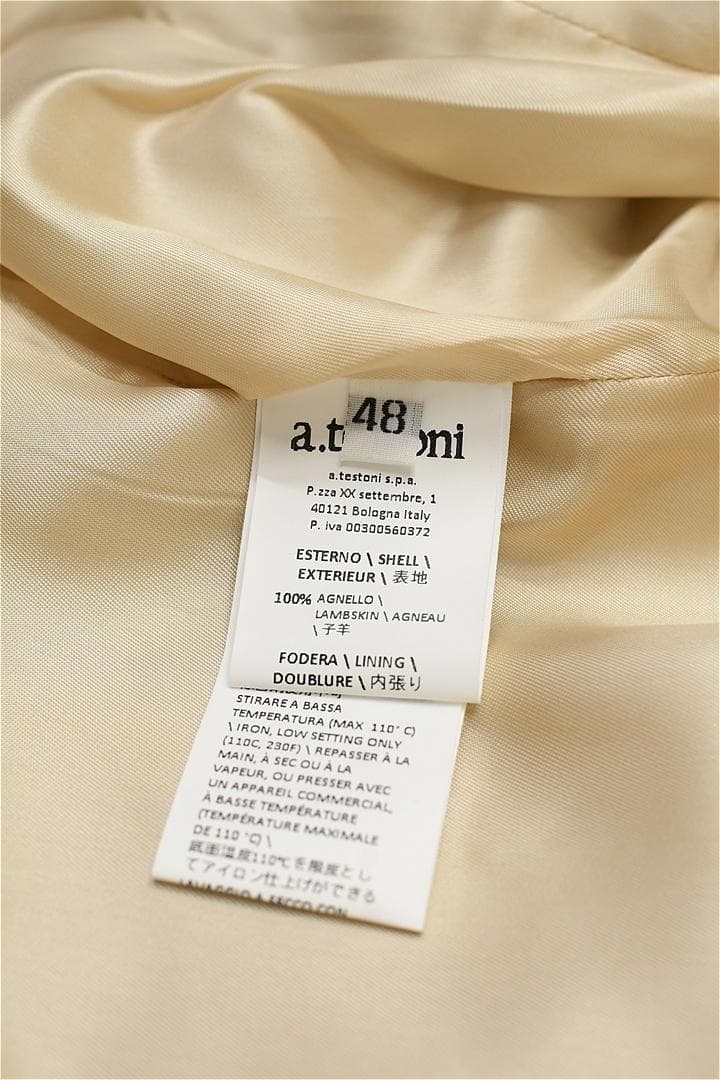 48
a.t oni
a.testoni s.p.a.
P.zza XX settembre, 1
40121 Bologna Italy
P. iva 00300560372
ESTERNO \ SHELL \
EXTERIEUR \ 表地
100% AGNELLO \
LAMBSKIN \ AGNEAU
\ 子羊
FODERA \ LINING \
DOUBLURE \ 内張り
STIRARE A BASSA
TEMPERATURA (MAX 110° C)
\ IRON, LOW SETTING ONLY
(110C, 230F) \ REPASSER À LA
MAIN, À SEC OU À LA
VAPEUR, OU PRESSER AVEC
UN APPAREIL COMMERCIAL,
À BASSE TEMPÉRATURE
(TEMPÉRATURE MAXIMALE
DE 110 °C) \
底面温度110℃を限度とし
てアイロン仕上げができる
LAVAGGIO A SECCO CON